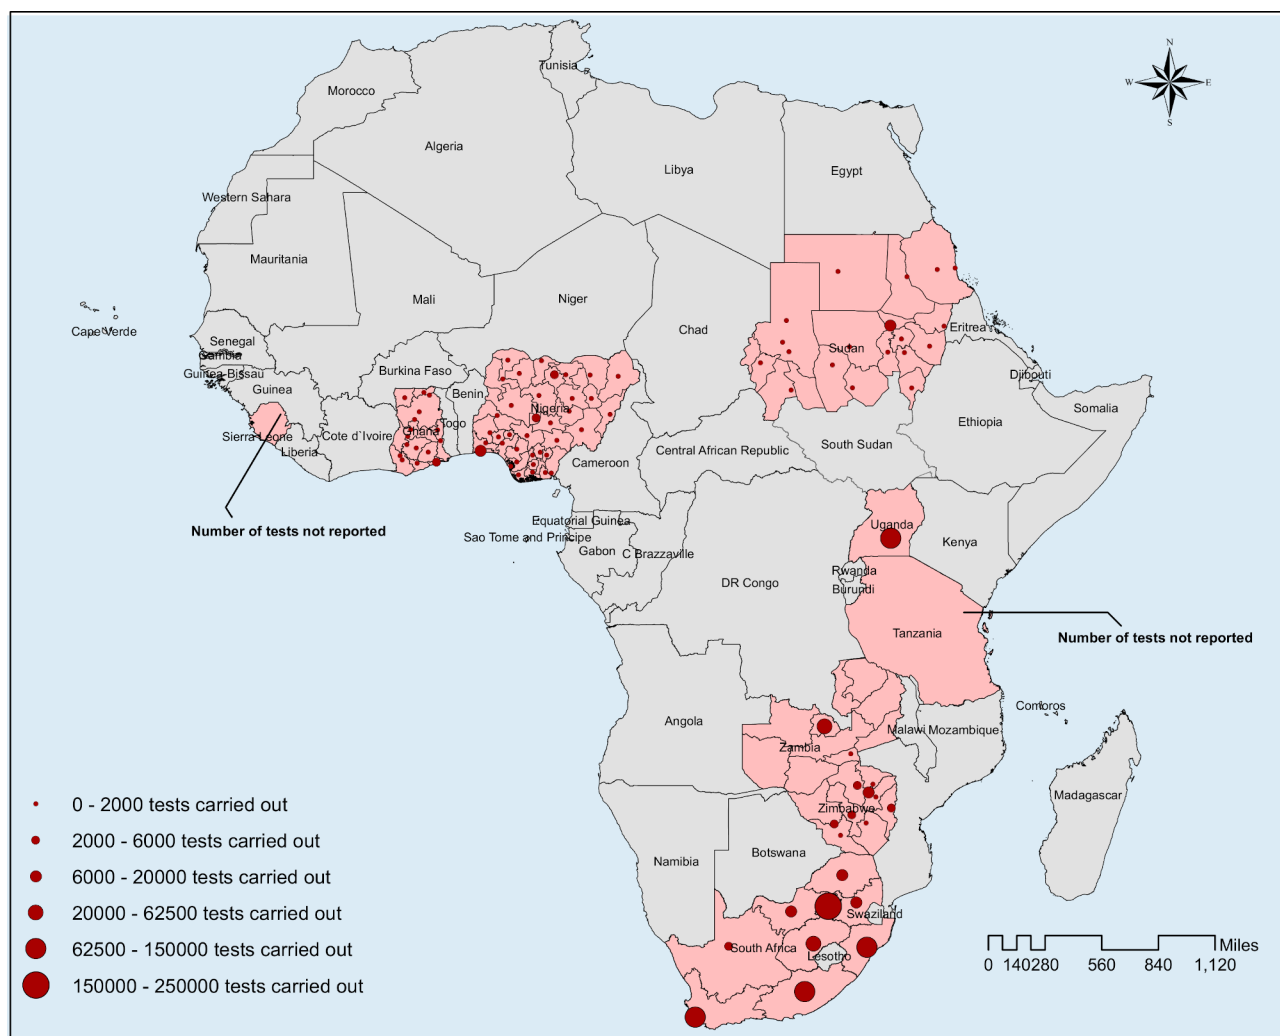 N
W
E
S
Tunisia
Morocco
Algeria
Libya
Egypt
Western Sahara
Mauritania
Mali
Niger
Chad
Sudan
Eritrea
Cape Verde
Senegal
Gambia
Guinea-Bissau
Guinea
Burkina Faso
Benin
Nigeria
Djibouti
Somalia
Ethiopia
Sierra Leone
Liberia
Cote d`Ivoire
Ghana
Togo
Cameroon
Central African Republic
South Sudan
Number of tests not reported
Equatorial Guinea
Sao Tome and Principe
Gabon
C Brazzaville
Uganda
Kenya
Rwanda
Burundi
DR Congo
Tanzania
Number of tests not reported
Comoros
Angola
Zambia
Malawi
Mozambique
Madagascar
Zimbabwe
Namibia
Botswana
Swaziland
South Africa
Lesotho
0 - 2000 tests carried out
2000 - 6000 tests carried out
6000 - 20000 tests carried out
20000 - 62500 tests carried out
62500 - 150000 tests carried out
150000 - 250000 tests carried out
Miles
0 140280 560 840 1,120